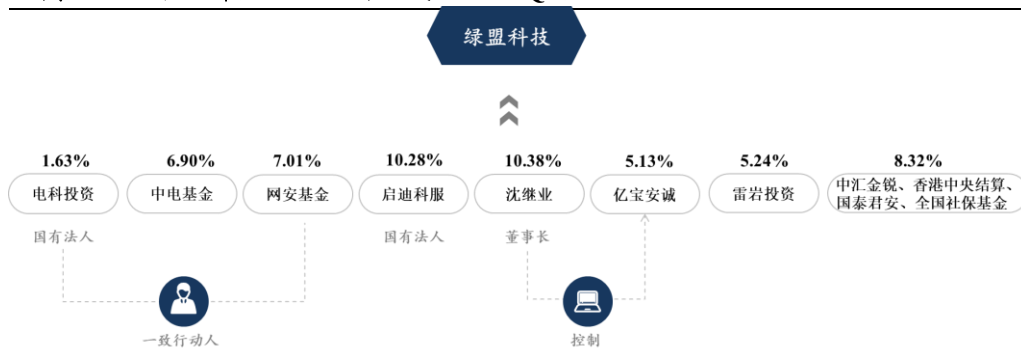 绿盟科技
1.63% 6.90% 7.01% 10.28% 10.38% 5.13% 5.24% 8.32%
电科投资 中电基金 网安基金 启迪科服 沈继业 亿宝安诚 雷岩投资 中汇金锐、香港中央结算、
国泰君安、全国社保基金
国有法人 国有法人 董事长
一致行动人 控制